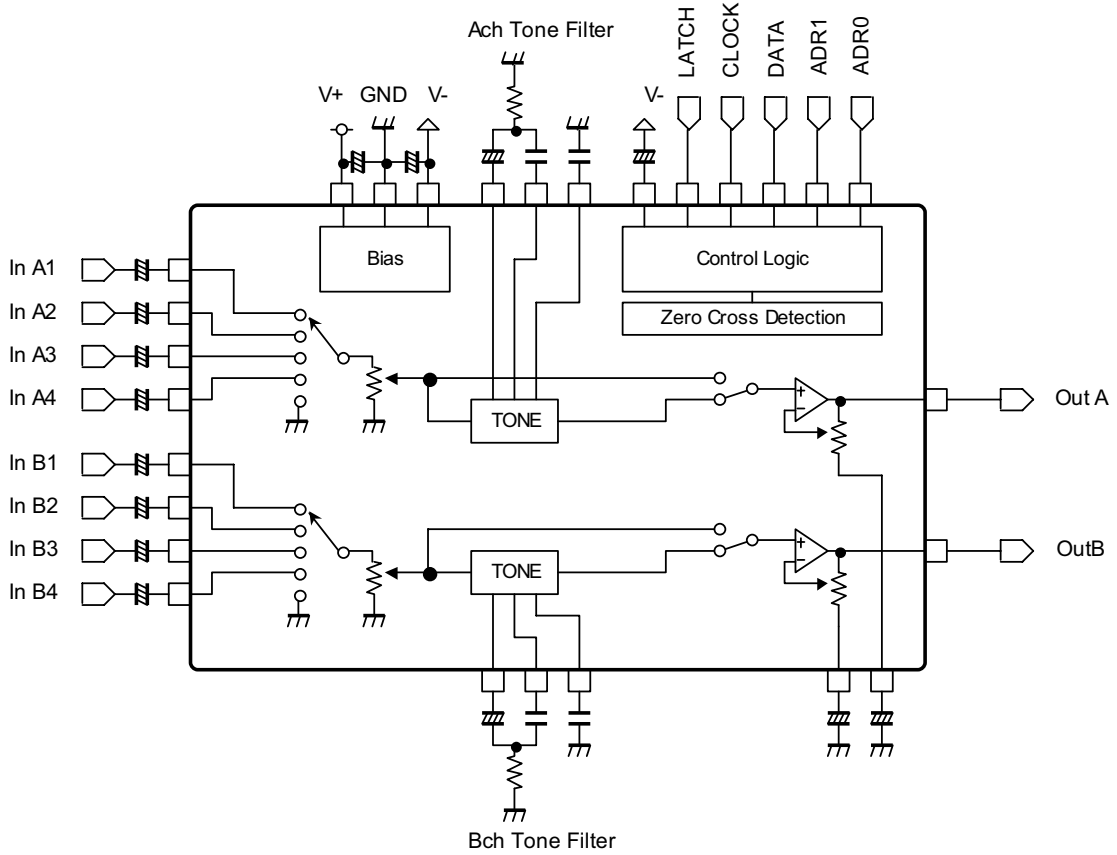 Ach Tone Filter
LATCH
CLOCK
DATA
ADR1
ADR0
V+
GND
V-
V-
Bias
Control Logic
Zero Cross Detection
In A1
In A2
In A3
In A4
TONE
+
−
Out A
In B1
In B2
In B3
In B4
TONE
+
−
OutB
Bch Tone Filter